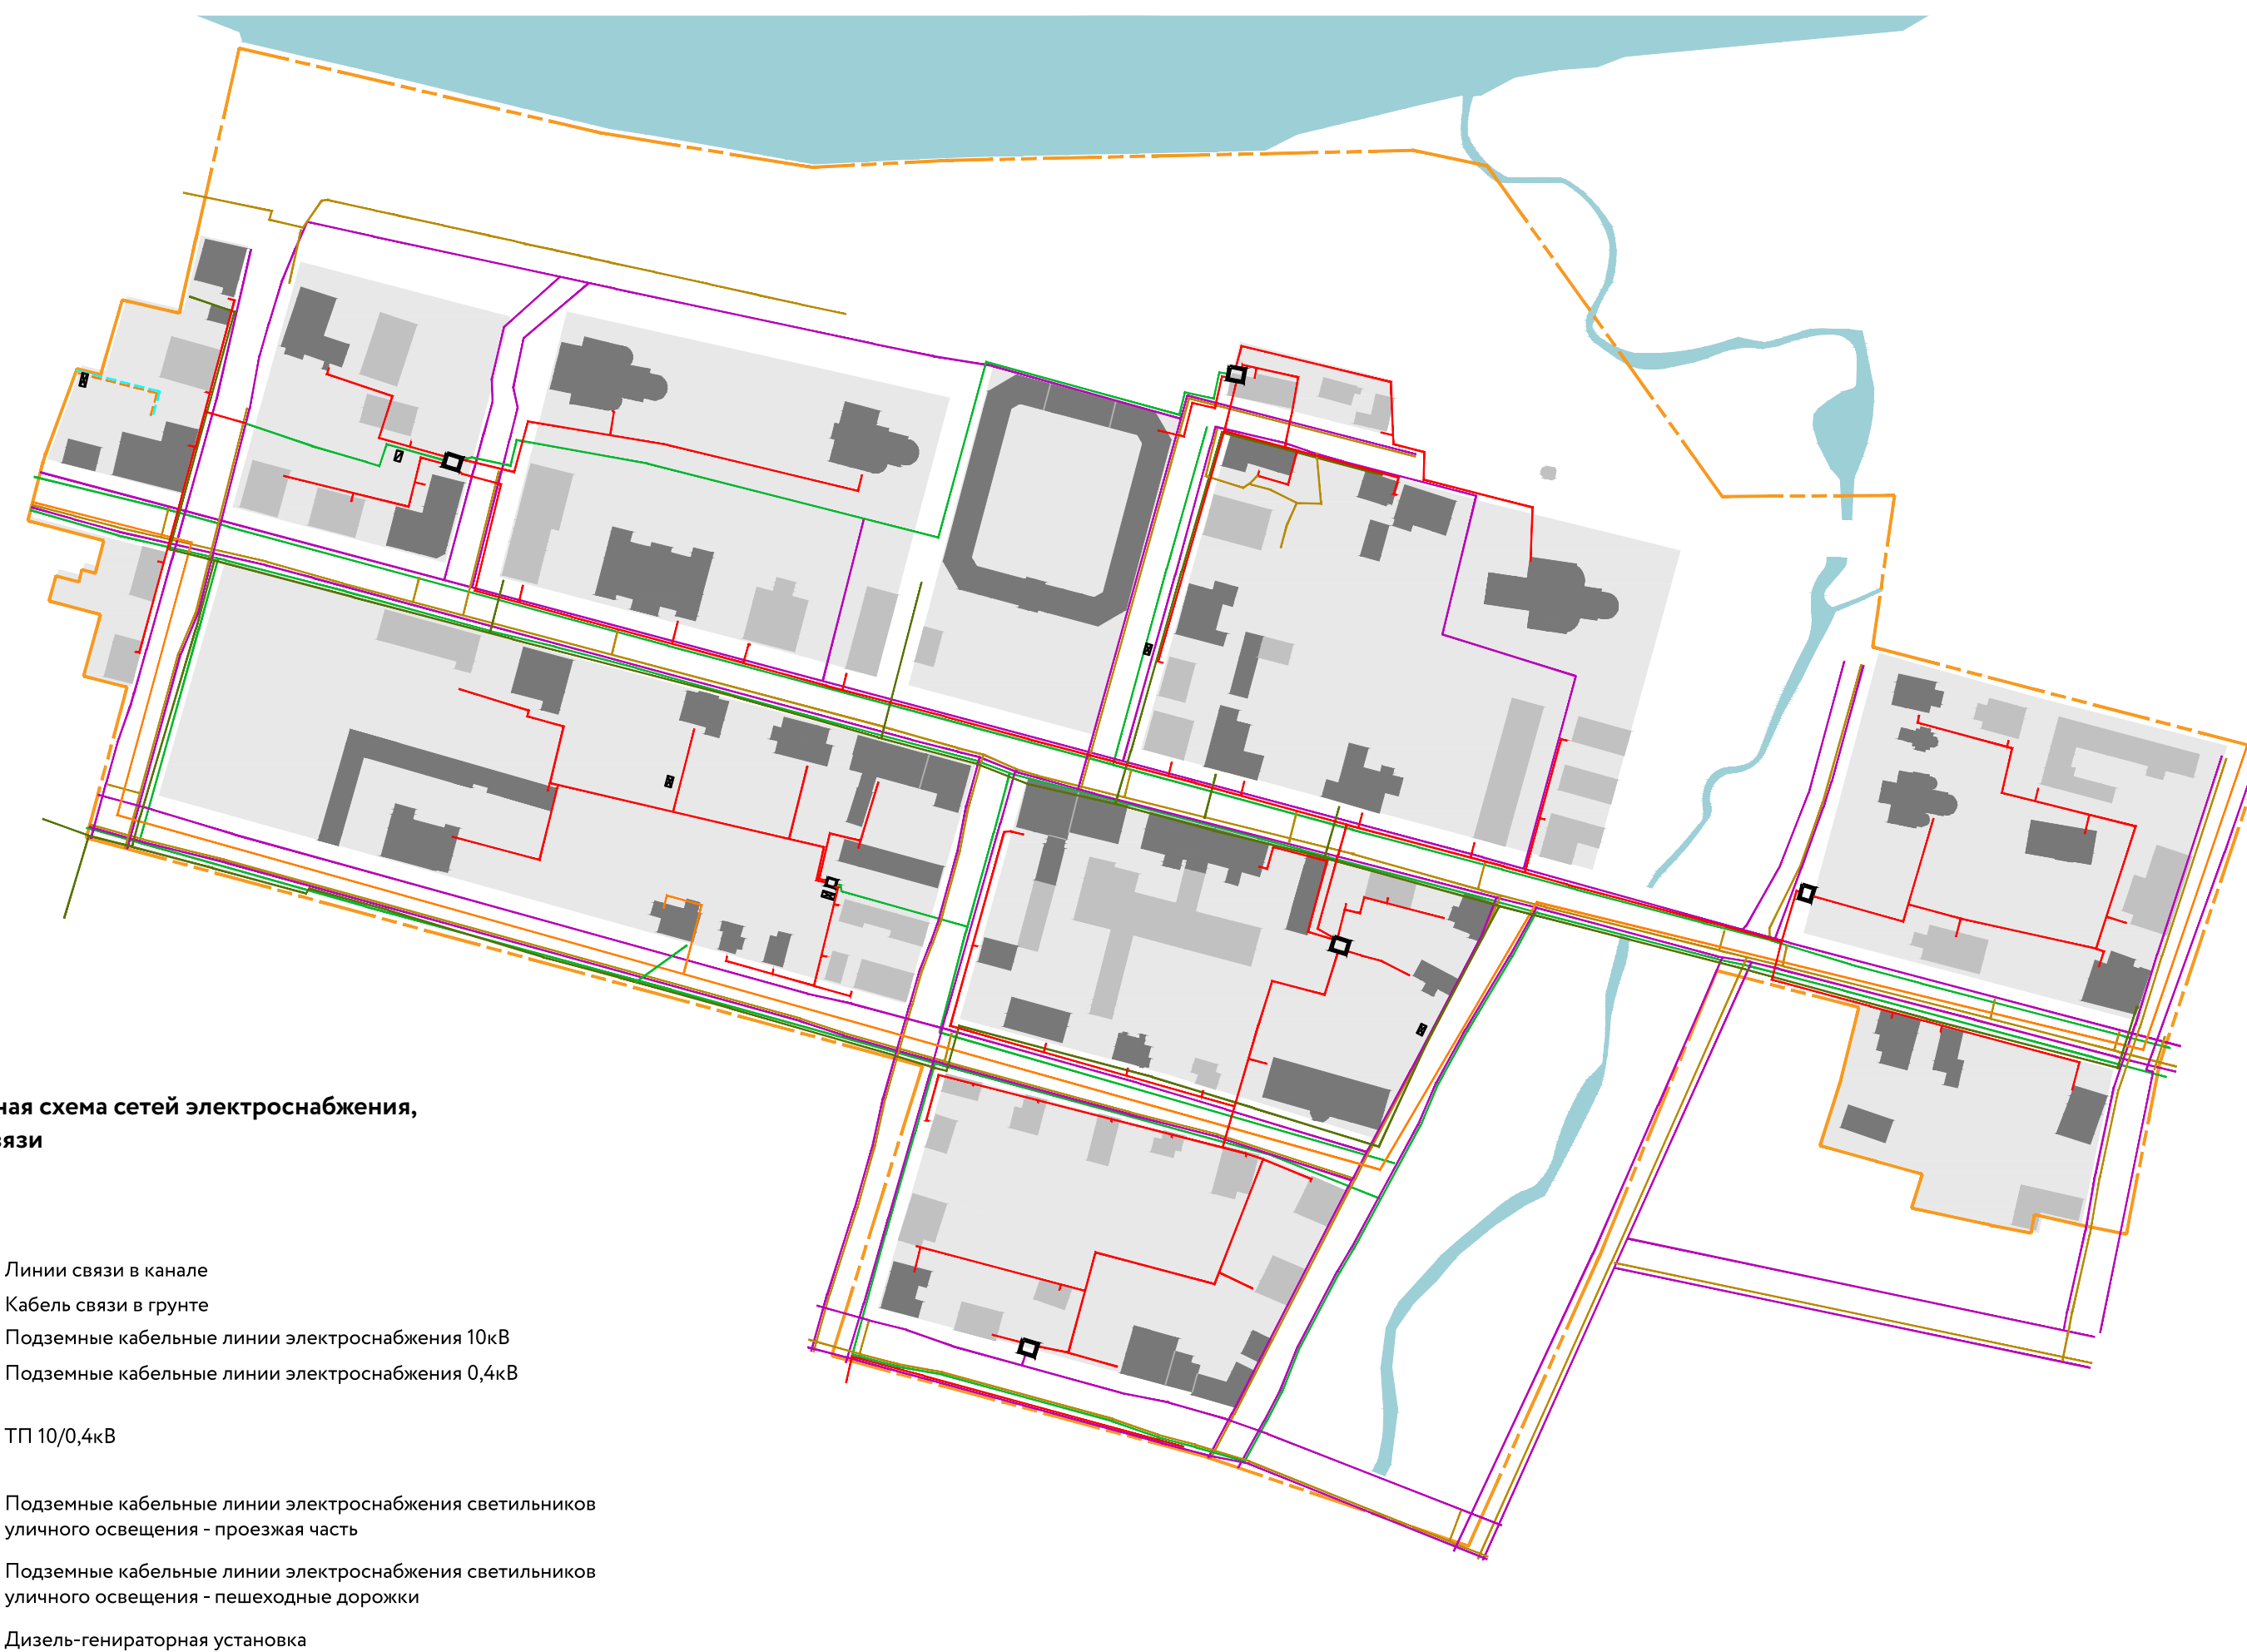 ная схема сетей электроснабжения,
вязи
Линии связи в канале
Кабель связи в грунте
Подземные кабельные линии электроснабжения 10кВ
Подземные кабельные линии электроснабжения 0,4кВ
ТП 10/0,4кВ
Подземные кабельные линии электроснабжения светильников
уличного освещения - проезжая часть
Подземные кабельные линии электроснабжения светильников
уличного освещения - пешеходные дорожки
Дизель-генираторная установка